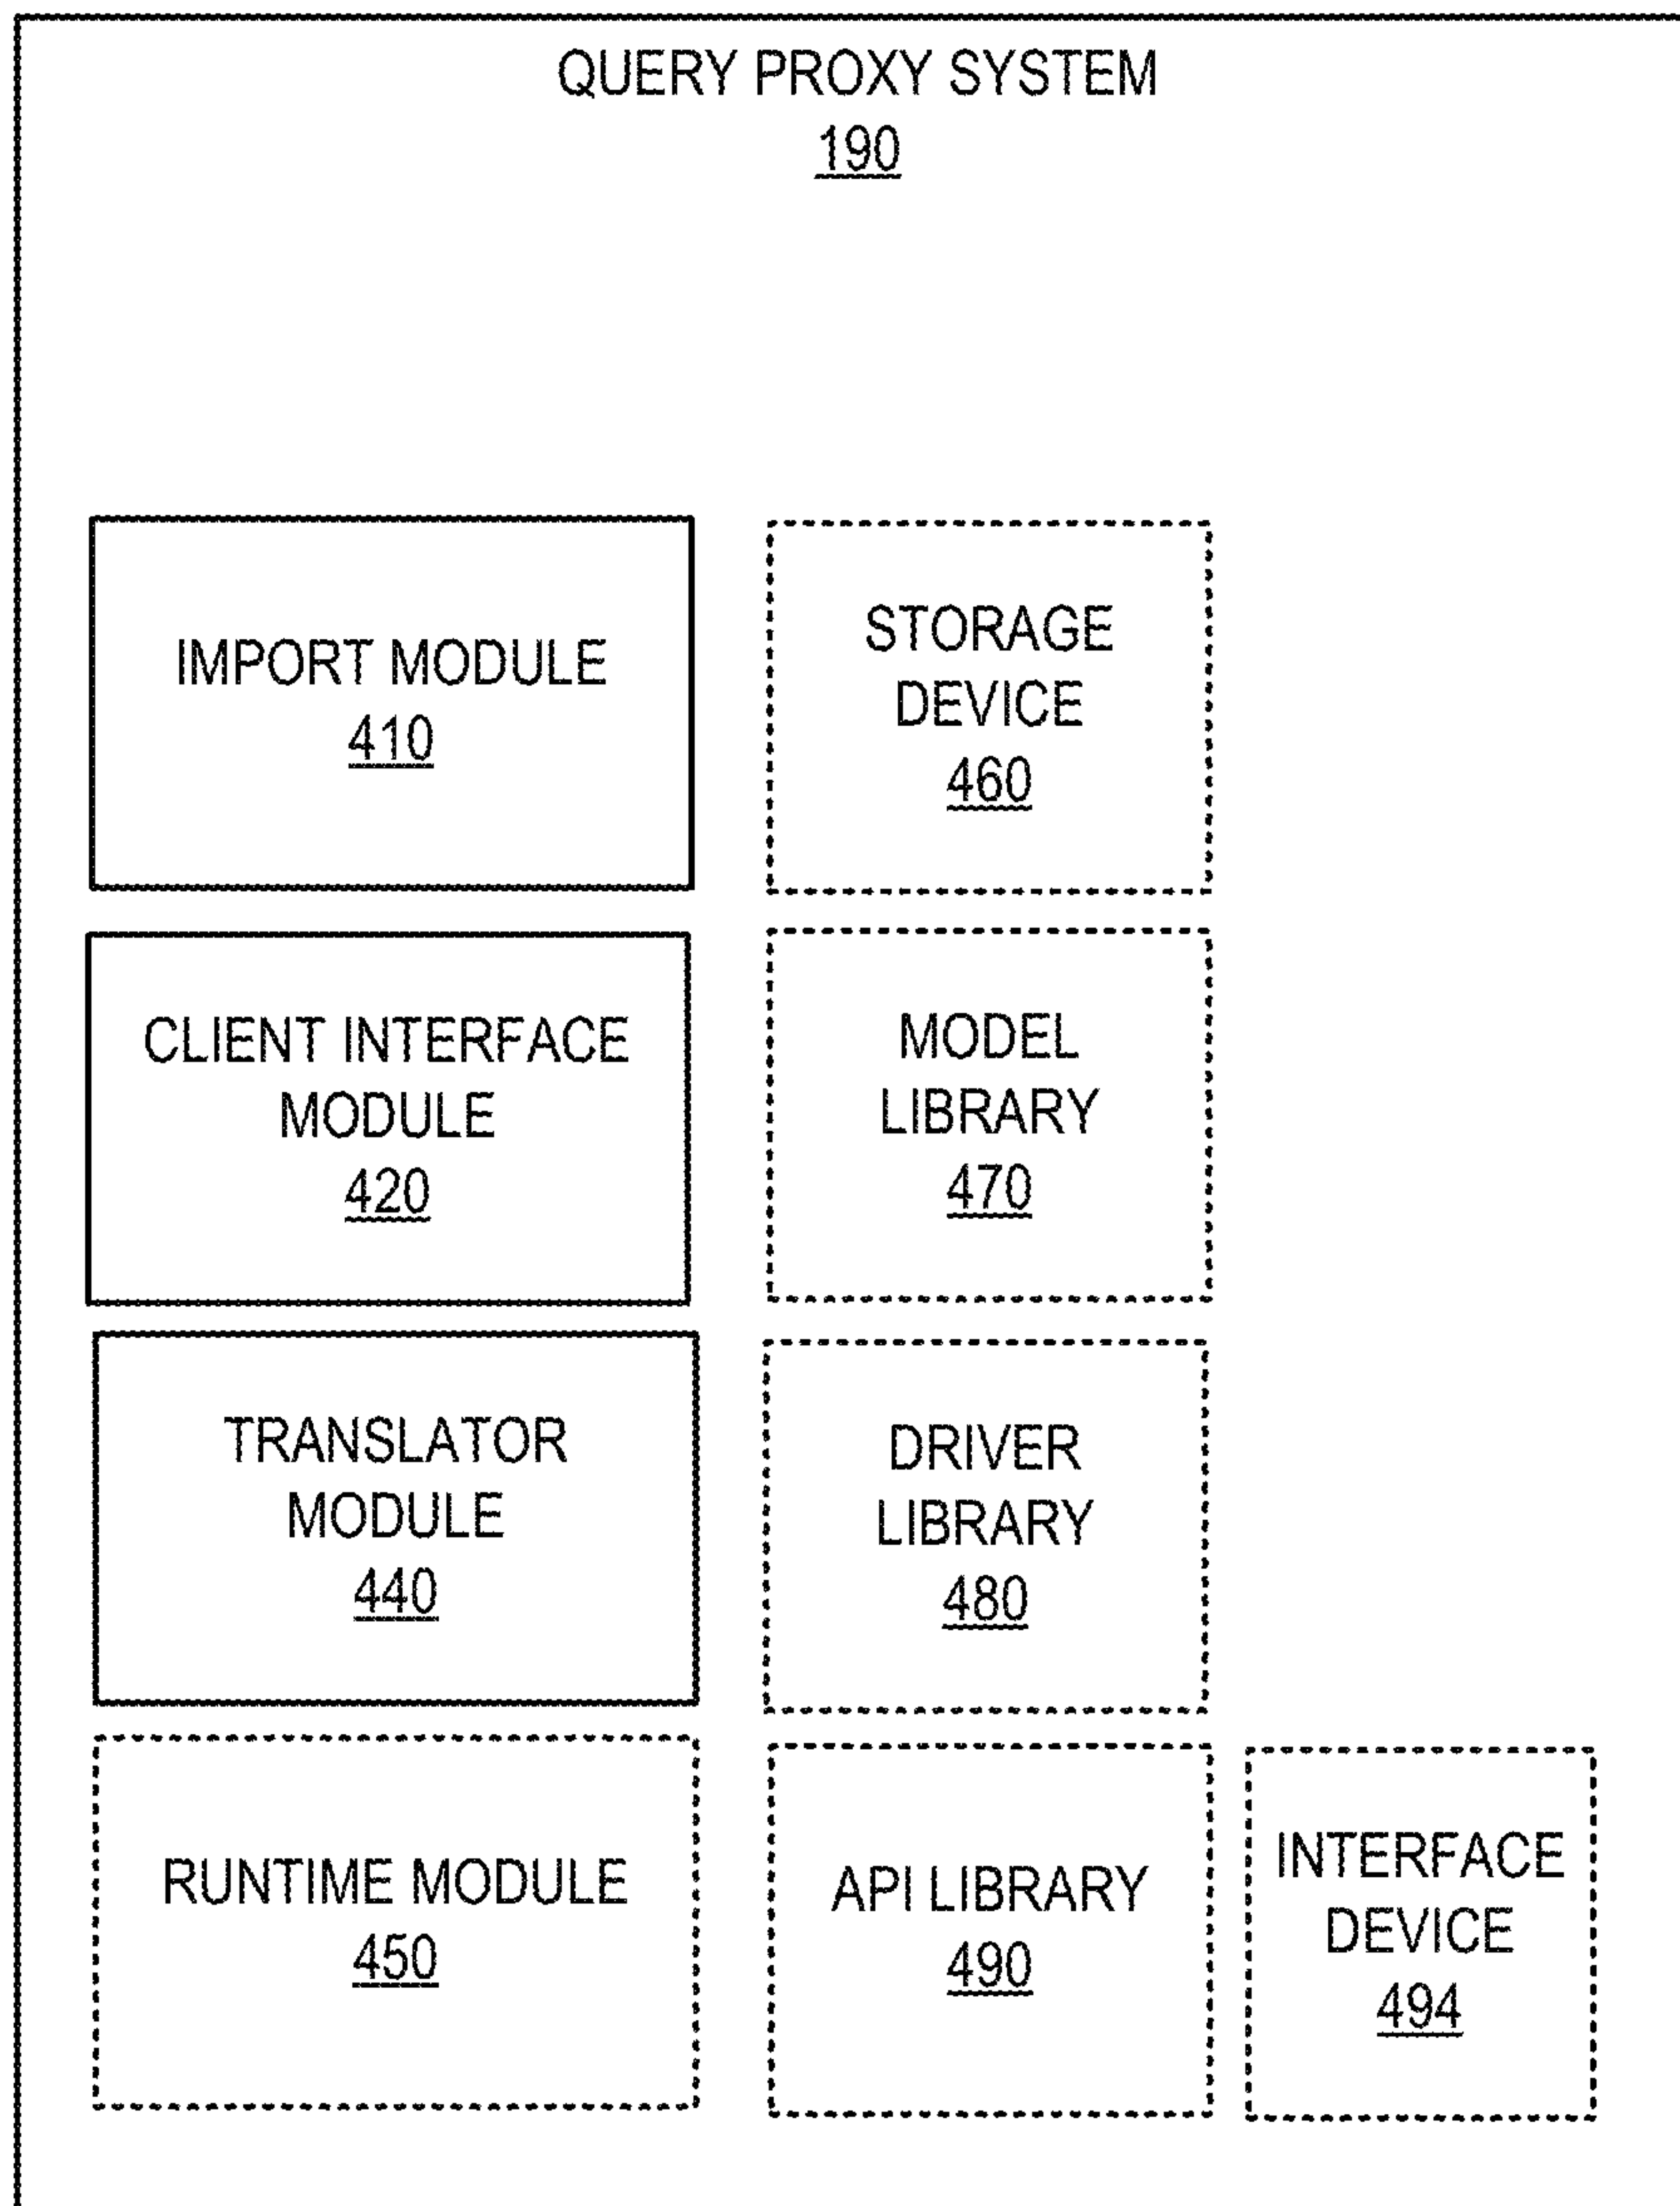 QUERY PROXY SYSTEM
190
IMPORT MODULE
410
STORAGE
DEVICE
460
CLIENT INTERFACE
MODULE
420
MODEL
LIBRARY
470
TRANSLATOR
MODULE
440
DRIVER
LIBRARY
480
RUNTIME MODULE
450
API LIBRARY
490
INTERFACE
DEVICE
494